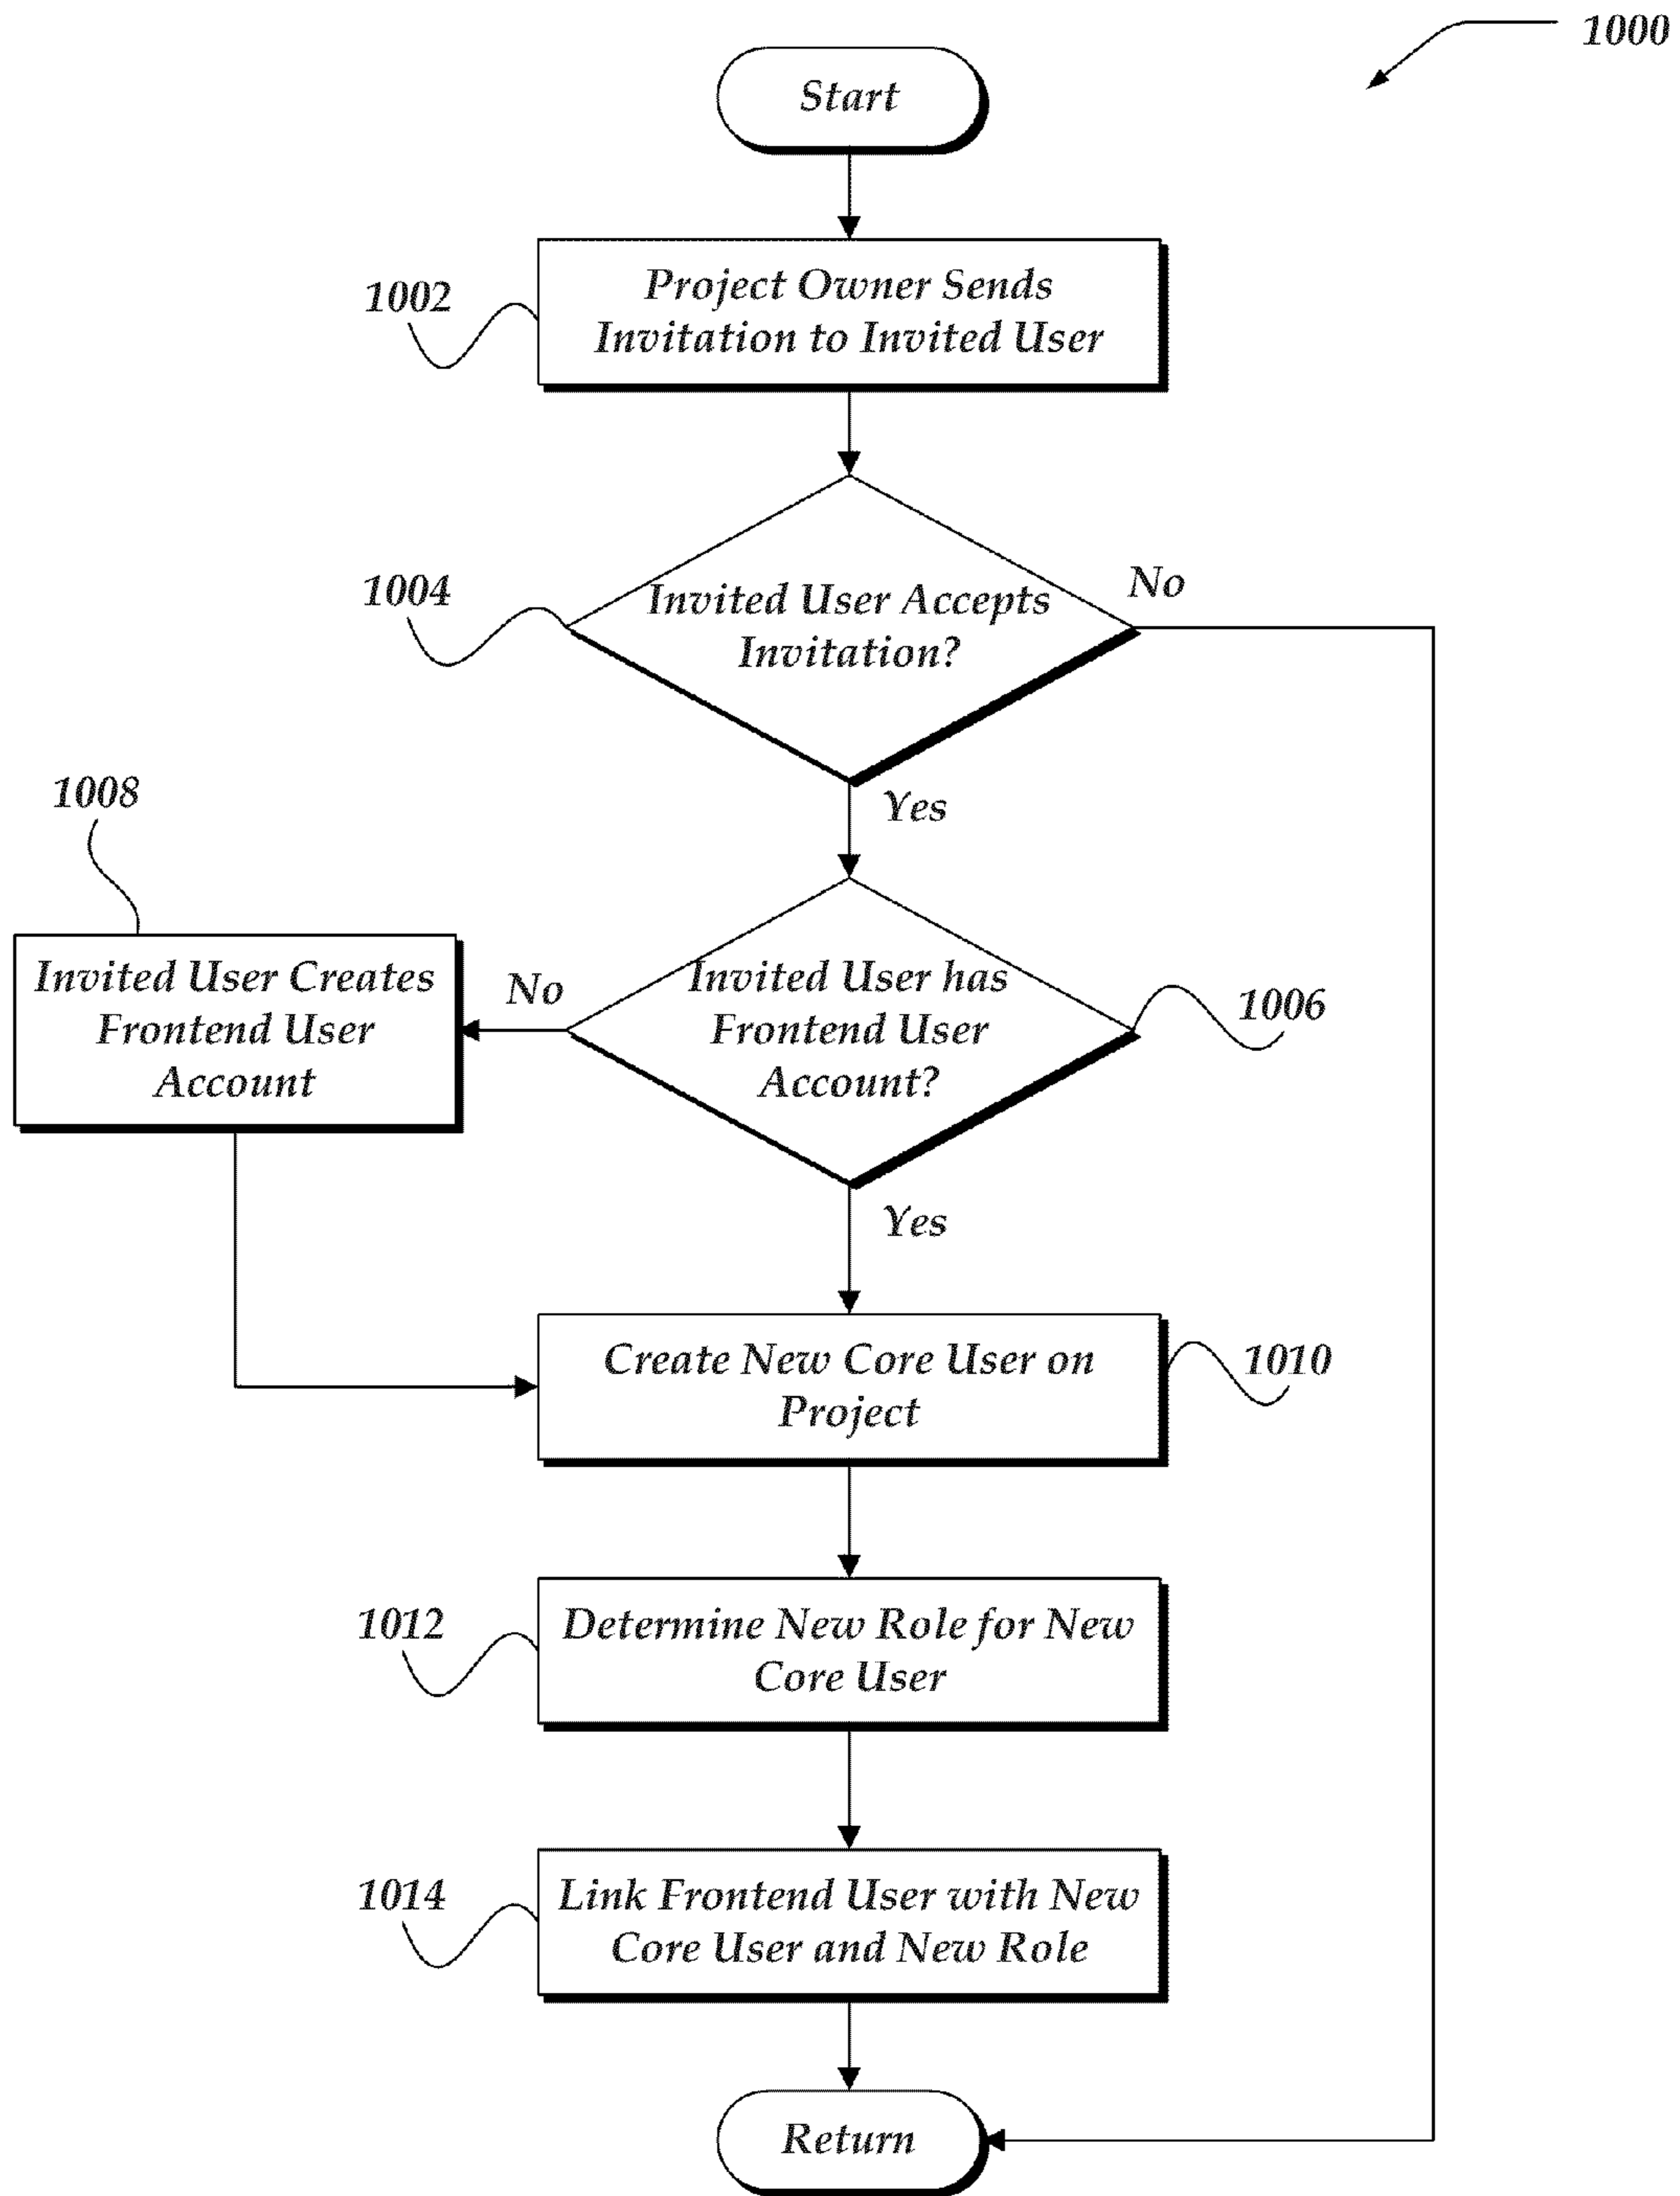 1000
Start
1002
Project Owner Sends
Invitation to Invited User
1004
Invited User Accepts
Invitation?
No
Yes
1008
Invited User Creates
Frontend User
Account
No
Invited User has
Frontend User
Account?
1006
Yes
Create New Core User on
Project
1010
1012
Determine New Role for New
Core User
1014
Link Frontend User with New
Core User and New Role
Return